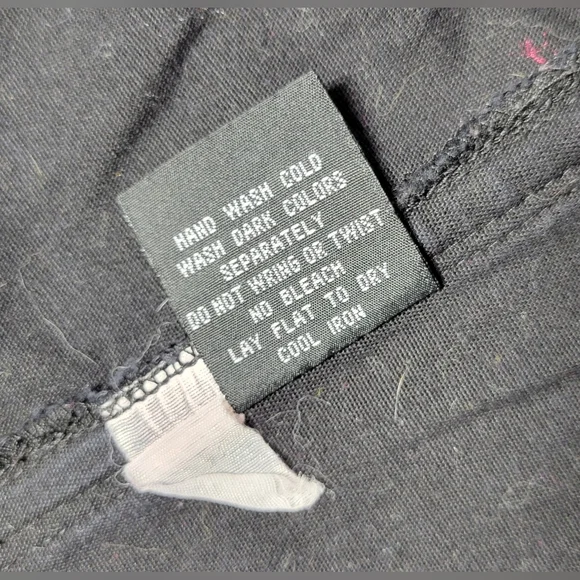 HAND WASH COLD
WASH DARK COLORS
SEPARATELY
DO NOT WRING OR TWIST
NO BLEACH
LAY FLAT TO DRY
COOL IRON